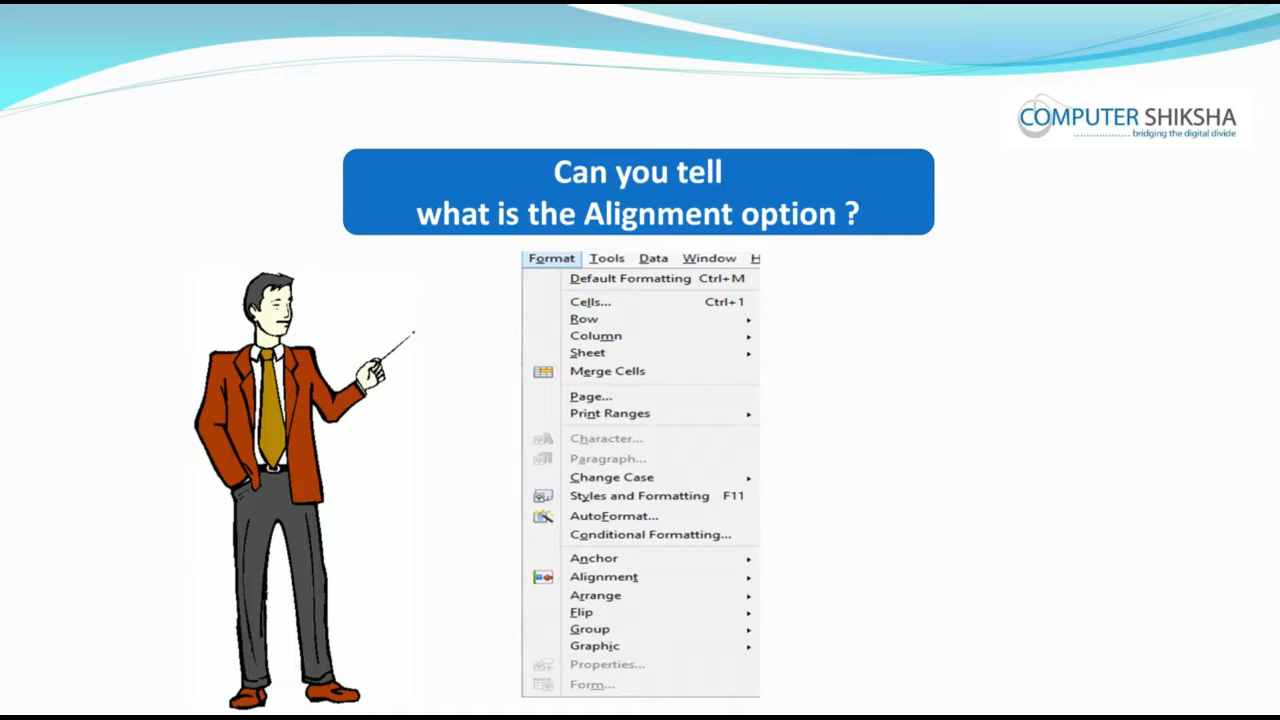 COMPUTER SHIKSHA
bridging the digital divide
Can you tell
what is the Alignment option ?
Format Tools Data Window H
Default Formatting Ctrl+M
Cells... Ctrl+1
Row
Column
Sheet
Merge Cells
Page...
Print Ranges
Character...
Paragraph...
Change Case
Styles and Formatting F11
AutoFormat...
Conditional Formatting...
Anchor
Alignment
Arrange
Flip
Group
Graphic
Properties...
Form...